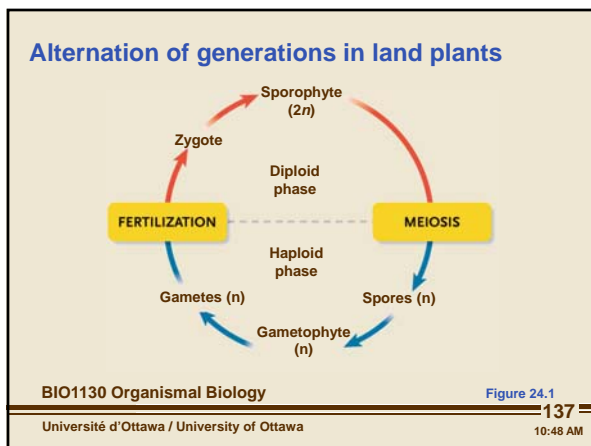 Alternation of generations in land plants
Sporophyte
(2n)
Zygote
Diploid
phase
FERTILIZATION
MEIOSIS
Haploid
phase
Gametes (n)
Spores (n)
Gametophyte
(n)
BIO1130 Organismal Biology
Figure 24.1
137
Université d'Ottawa / University of Ottawa
10:48 AM